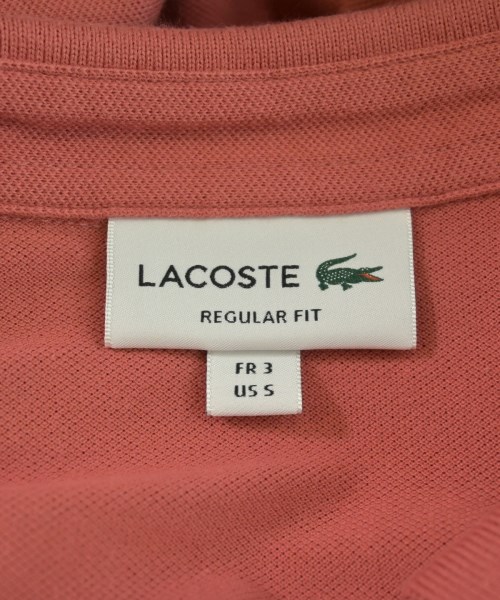 LACOSTE
REGULAR FIT
FR 3
US S